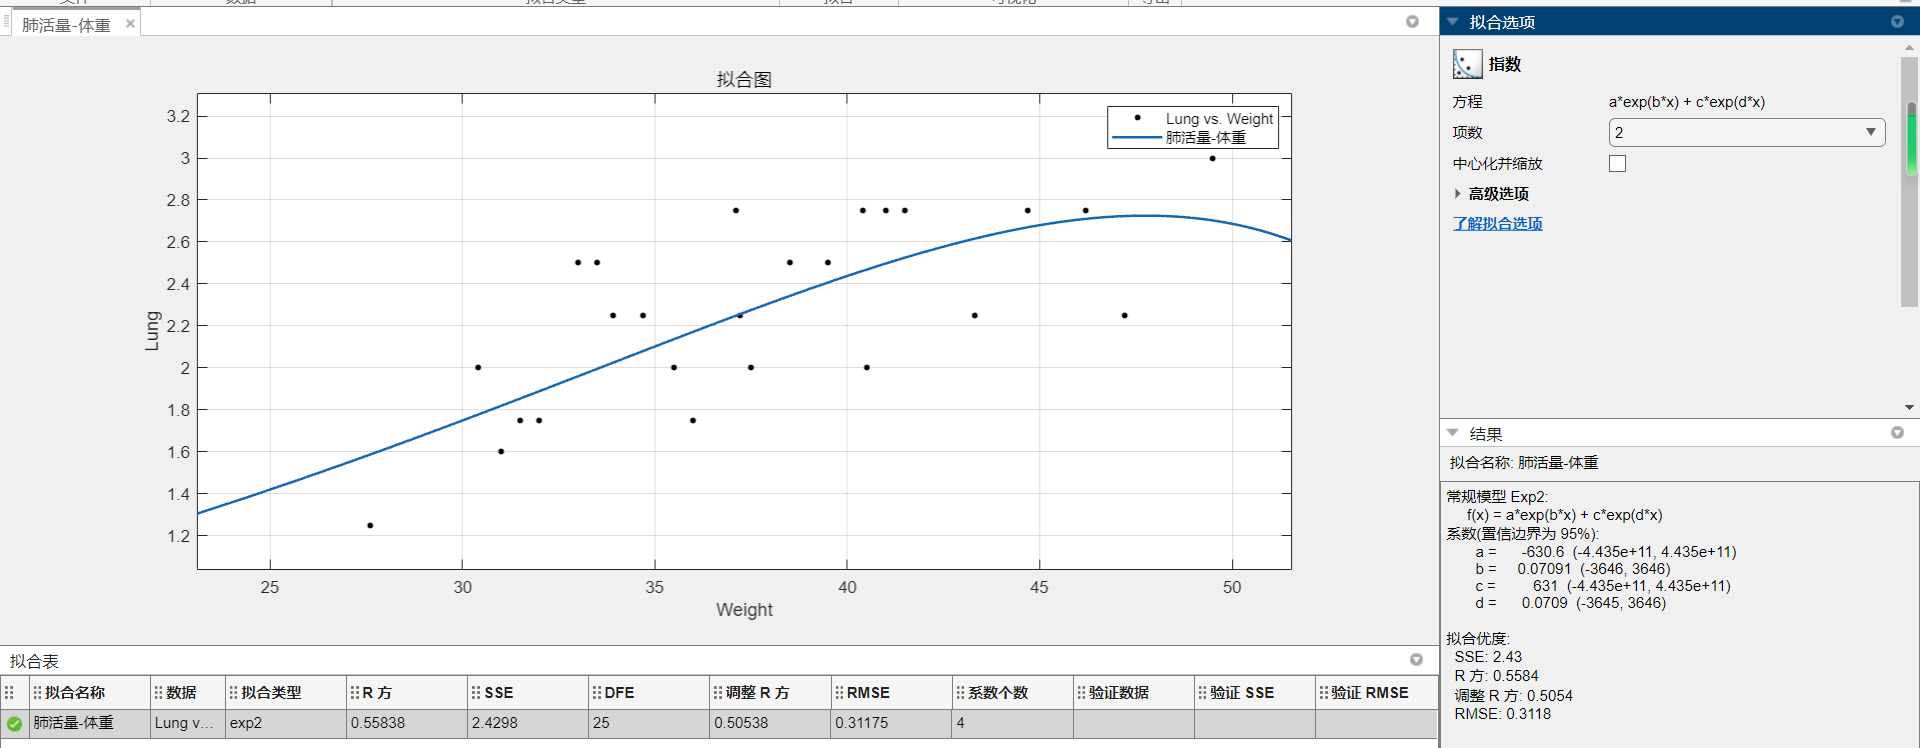 肺活量-体重
拟合图
3.2
3
2.8
2.6
2.4
2.2
2
1.8
1.6
1.4
1.2
Lung
25
30
35
40
45
50
Weight
Lung vs. Weight
肺活量-体重
拟合选项
指数
方程 a*exp(b*x) + c*exp(d*x)
项数 2
中心化并缩放
高级选项
了解拟合选项
结果
拟合名称: 肺活量-体重
常规模型 Exp2:
f(x) = a*exp(b*x) + c*exp(d*x)
系数(置信边界为 95%):
a = -630.6 (-4.435e+11, 4.435e+11)
b = 0.07091 (-3646, 3646)
c = 631 (-4.435e+11, 4.435e+11)
d = 0.0709 (-3645, 3646)
拟合优度:
SSE: 2.43
R 方: 0.5584
调整 R 方: 0.5054
RMSE: 0.3118
拟合表
拟合名称 数据 拟合类型 R 方 SSE DFE 调整 R 方 RMSE 系数个数 验证数据 验证 SSE 验证 RMSE
肺活量-体重 Lung v... exp2 0.55838 2.4298 25 0.50538 0.31175 4